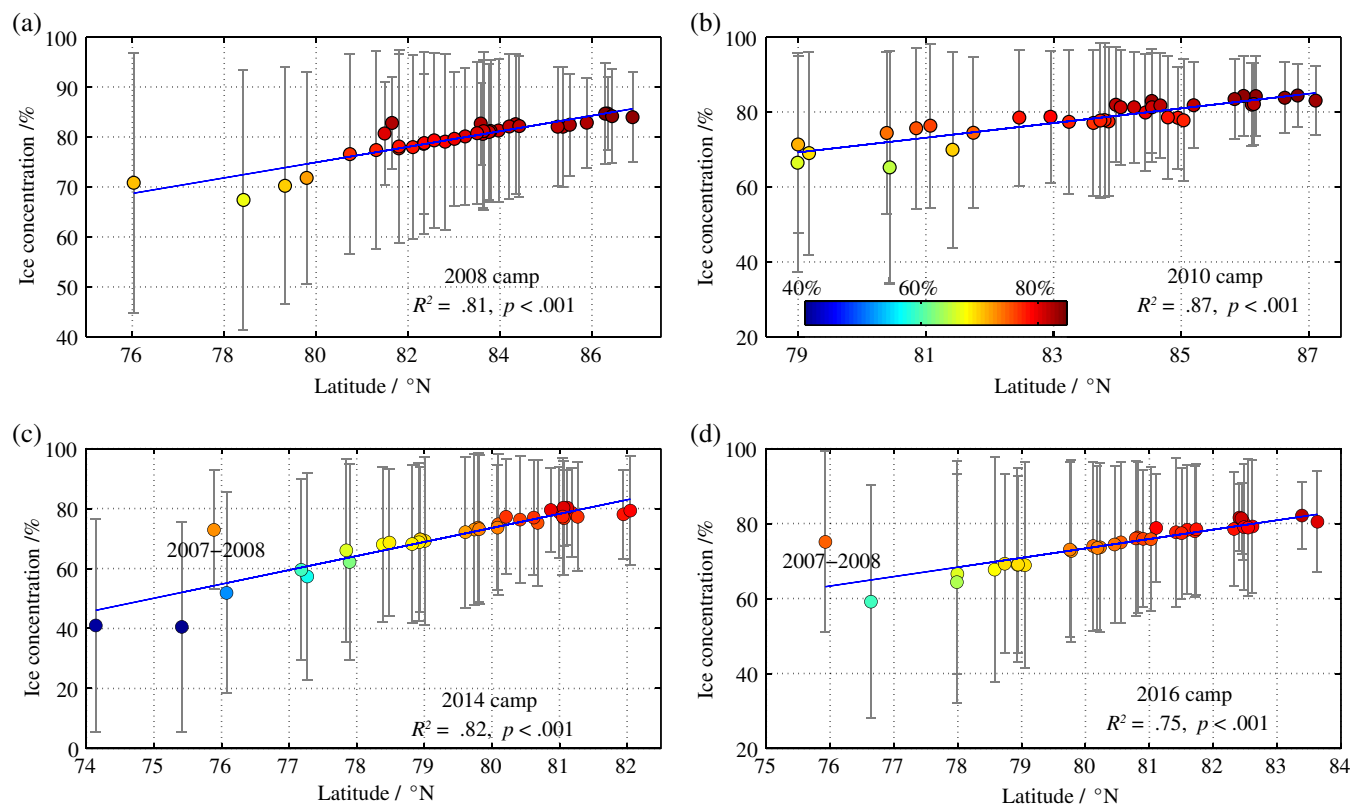 (a)
100
90
80
70
60
50
40
Ice concentration /%
2008 camp
R² = .81, p < .001
76 78 80 82 84 86
Latitude / °N
(b)
100
80
60
40
20
Ice concentration /%
40% 60% 80%
2010 camp
R² = .87, p < .001
79 81 83 85 87
Latitude / °N
(c)
100
80
60
40
20
0
Ice concentration /%
2007–2008
2014 camp
R² = .82, p < .001
74 75 76 77 78 79 80 81 82
Latitude / °N
(d)
100
80
60
40
20
Ice concentration /%
2007–2008
2016 camp
R² = .75, p < .001
75 76 77 78 79 80 81 82 83 84
Latitude / °N